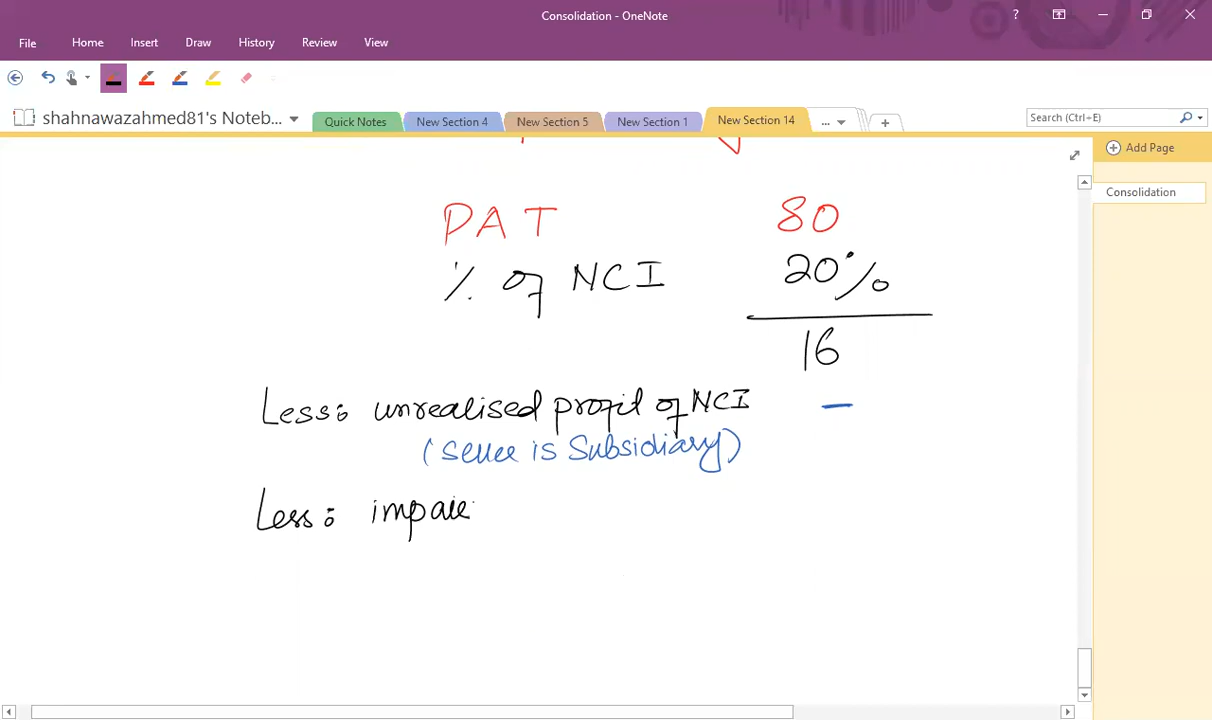 Consolidation - OneNote
?
File Home Insert Draw History Review View
shahnawazahmed81's Noteb... Quick Notes New Section 4 New Section 5 New Section 1 New Section 14 ... + Search (Ctrl+E)
Add Page
Consolidation
PAT 80
% of NCI 20%
16
Less: unrealised profit of NCI –
(Seller is Subsidiary)
Less: impair